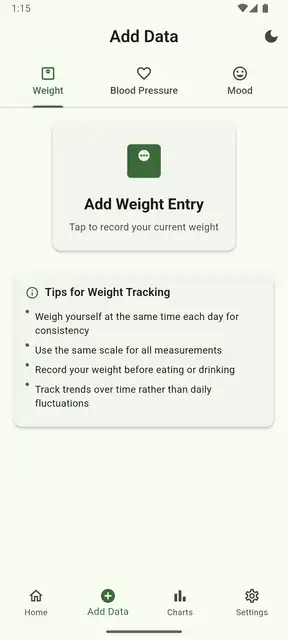 1:15
Add Data
Weight
Blood Pressure
Mood
Add Weight Entry
Tap to record your current weight
Tips for Weight Tracking
• Weigh yourself at the same time each day for
consistency
• Use the same scale for all measurements
• Record your weight before eating or drinking
• Track trends over time rather than daily
fluctuations
Home
Add Data
Charts
Settings